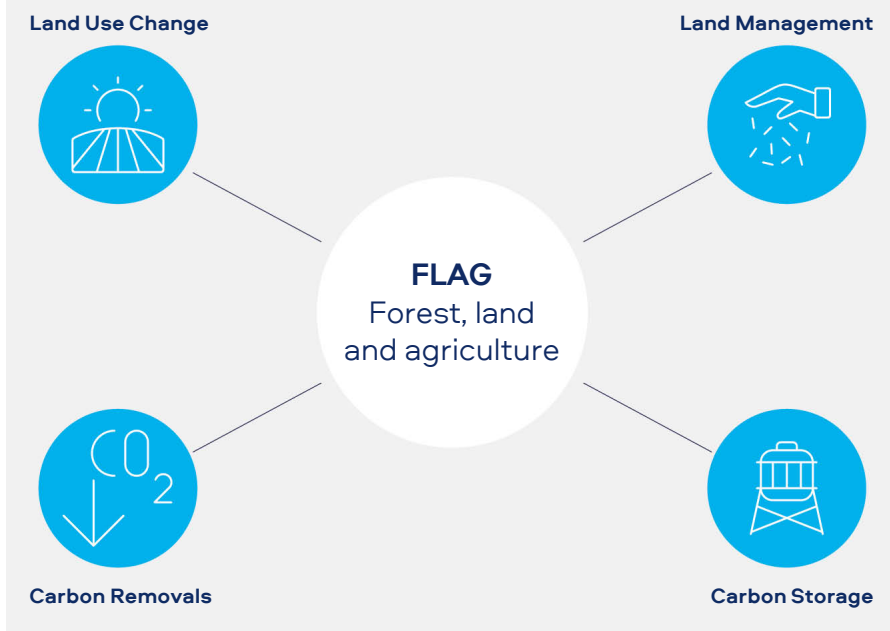 Land Use Change
Land Management
FLAG
Forest, land
and agriculture
CO2
Carbon Removals
Carbon Storage